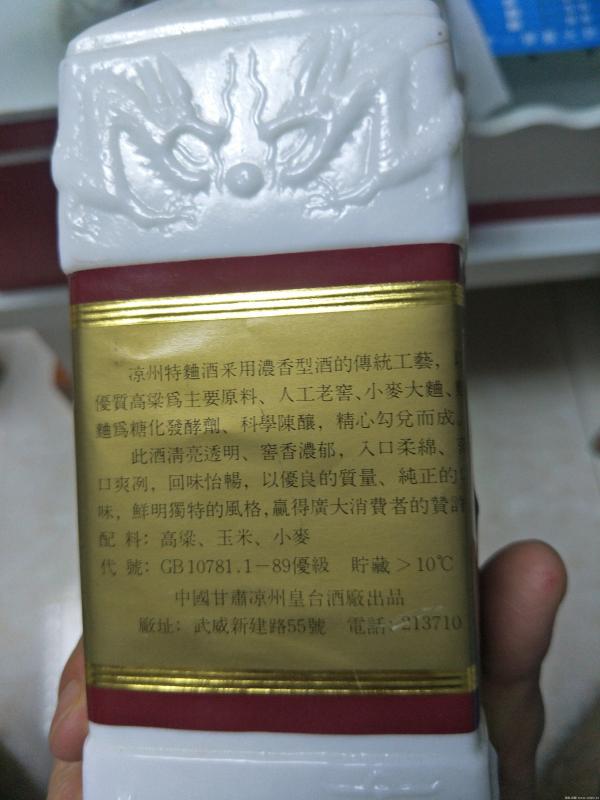 凉州特麯酒采用濃香型酒的傳統工藝,
優質高粱爲主要原料、人工老窖、小麥大麯、
麯爲糖化發酵劑、科學陳釀,精心勾兌而成。
此酒清亮透明、窖香濃郁,入口柔綿、
口爽冽,回味怡暢,以優良的質量、純正的
味,鮮明獨特的風格,贏得廣大消費者的贊
配 料:高粱、玉米、小麥
代 號:GB10781.1-89優級 貯藏>10℃
中國甘肅凉州皇台酒廠出品
廠址:武威新建路55號 電話:213710